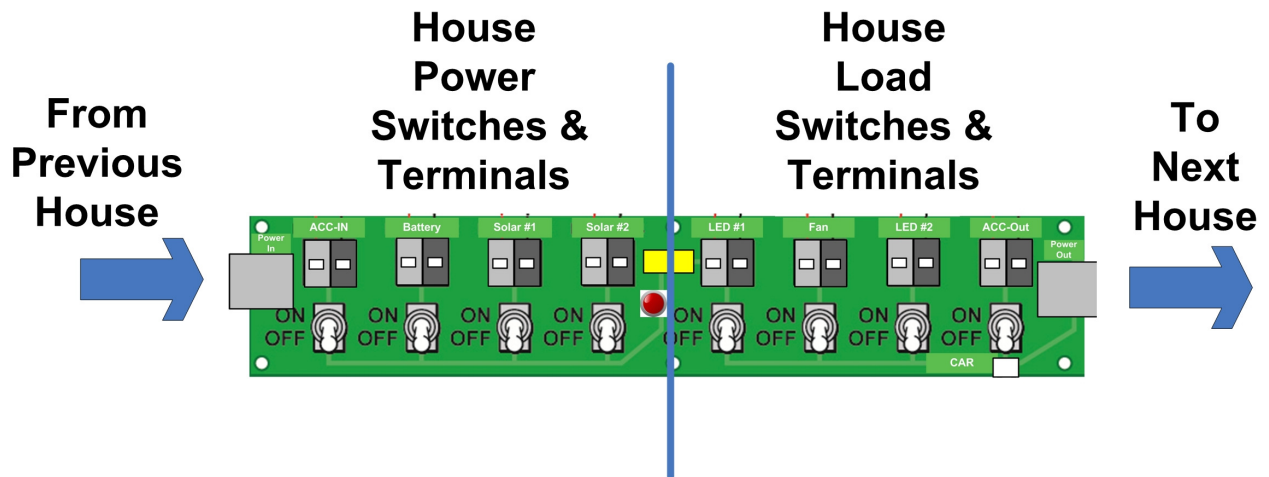 House
Power
Switches &
Terminals
House
Load
Switches &
Terminals
From
Previous
House
To
Next
House
Power
In
ACC-IN
Battery
Solar #1
Solar #2
LED #1
Fan
LED #2
ACC-Out
Power
Out
ON
OFF
ON
OFF
ON
OFF
ON
OFF
ON
OFF
ON
OFF
ON
OFF
ON
OFF
CAR